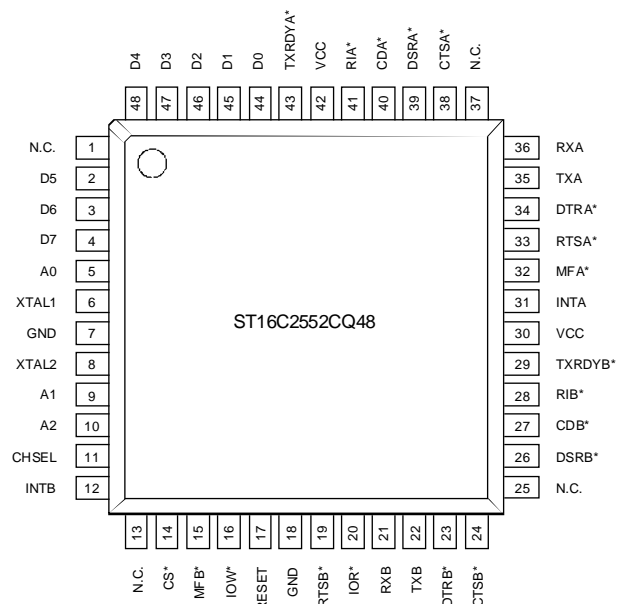 D4 D3 D2 D1 D0 TXRDYA* VCC RIA* CDA* DSRA* CTSA* N.C.
48 47 46 45 44 43 42 41 40 39 38 37
N.C. 1 36 RXA
D5 2 35 TXA
D6 3 34 DTRA*
D7 4 33 RTSA*
A0 5 32 MFA*
XTAL1 6 31 INTA
GND 7 ST16C2552CQ48 30 VCC
XTAL2 8 29 TXRDYB*
A1 9 28 RIB*
A2 10 27 CDB*
CHSEL 11 26 DSRB*
INTB 12 25 N.C.
13 14 15 16 17 18 19 20 21 22 23 24
N.C. CS* MFB* IOW* RESET GND RTSB* IOR* RXB TXB DTRB* CTSB*